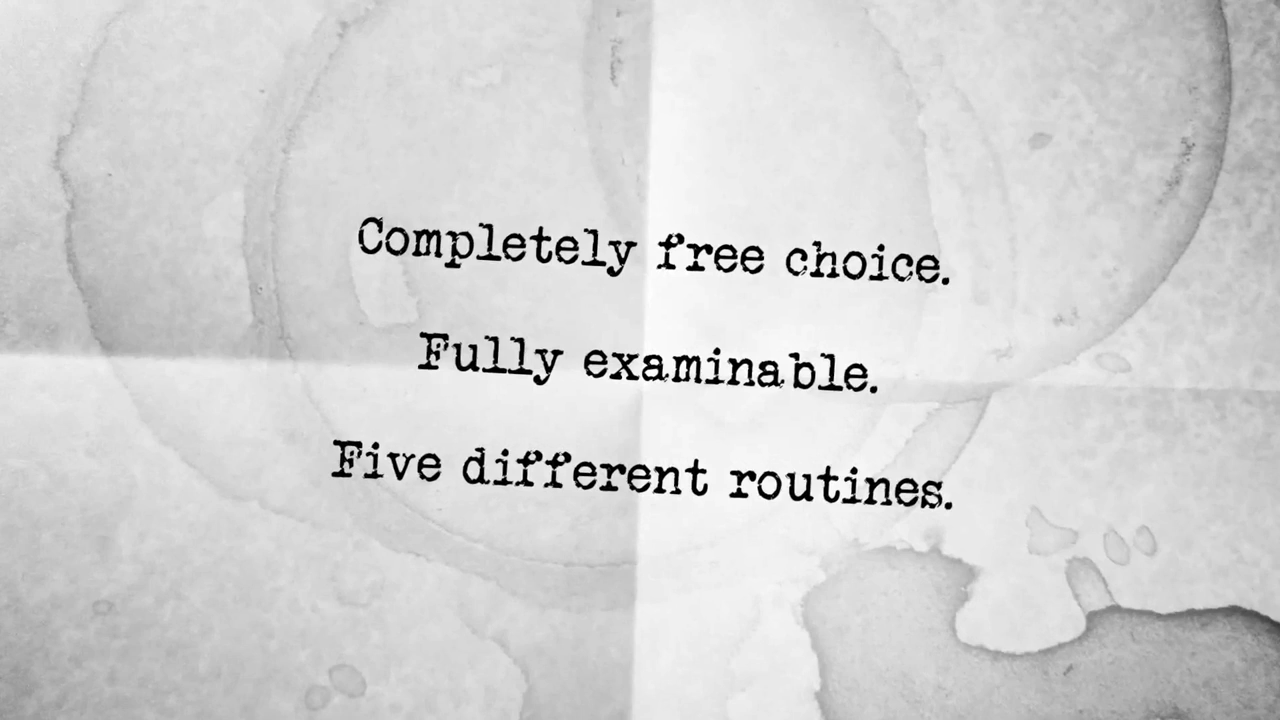 Completely free choice.
Fully examinable.
Five different routines.